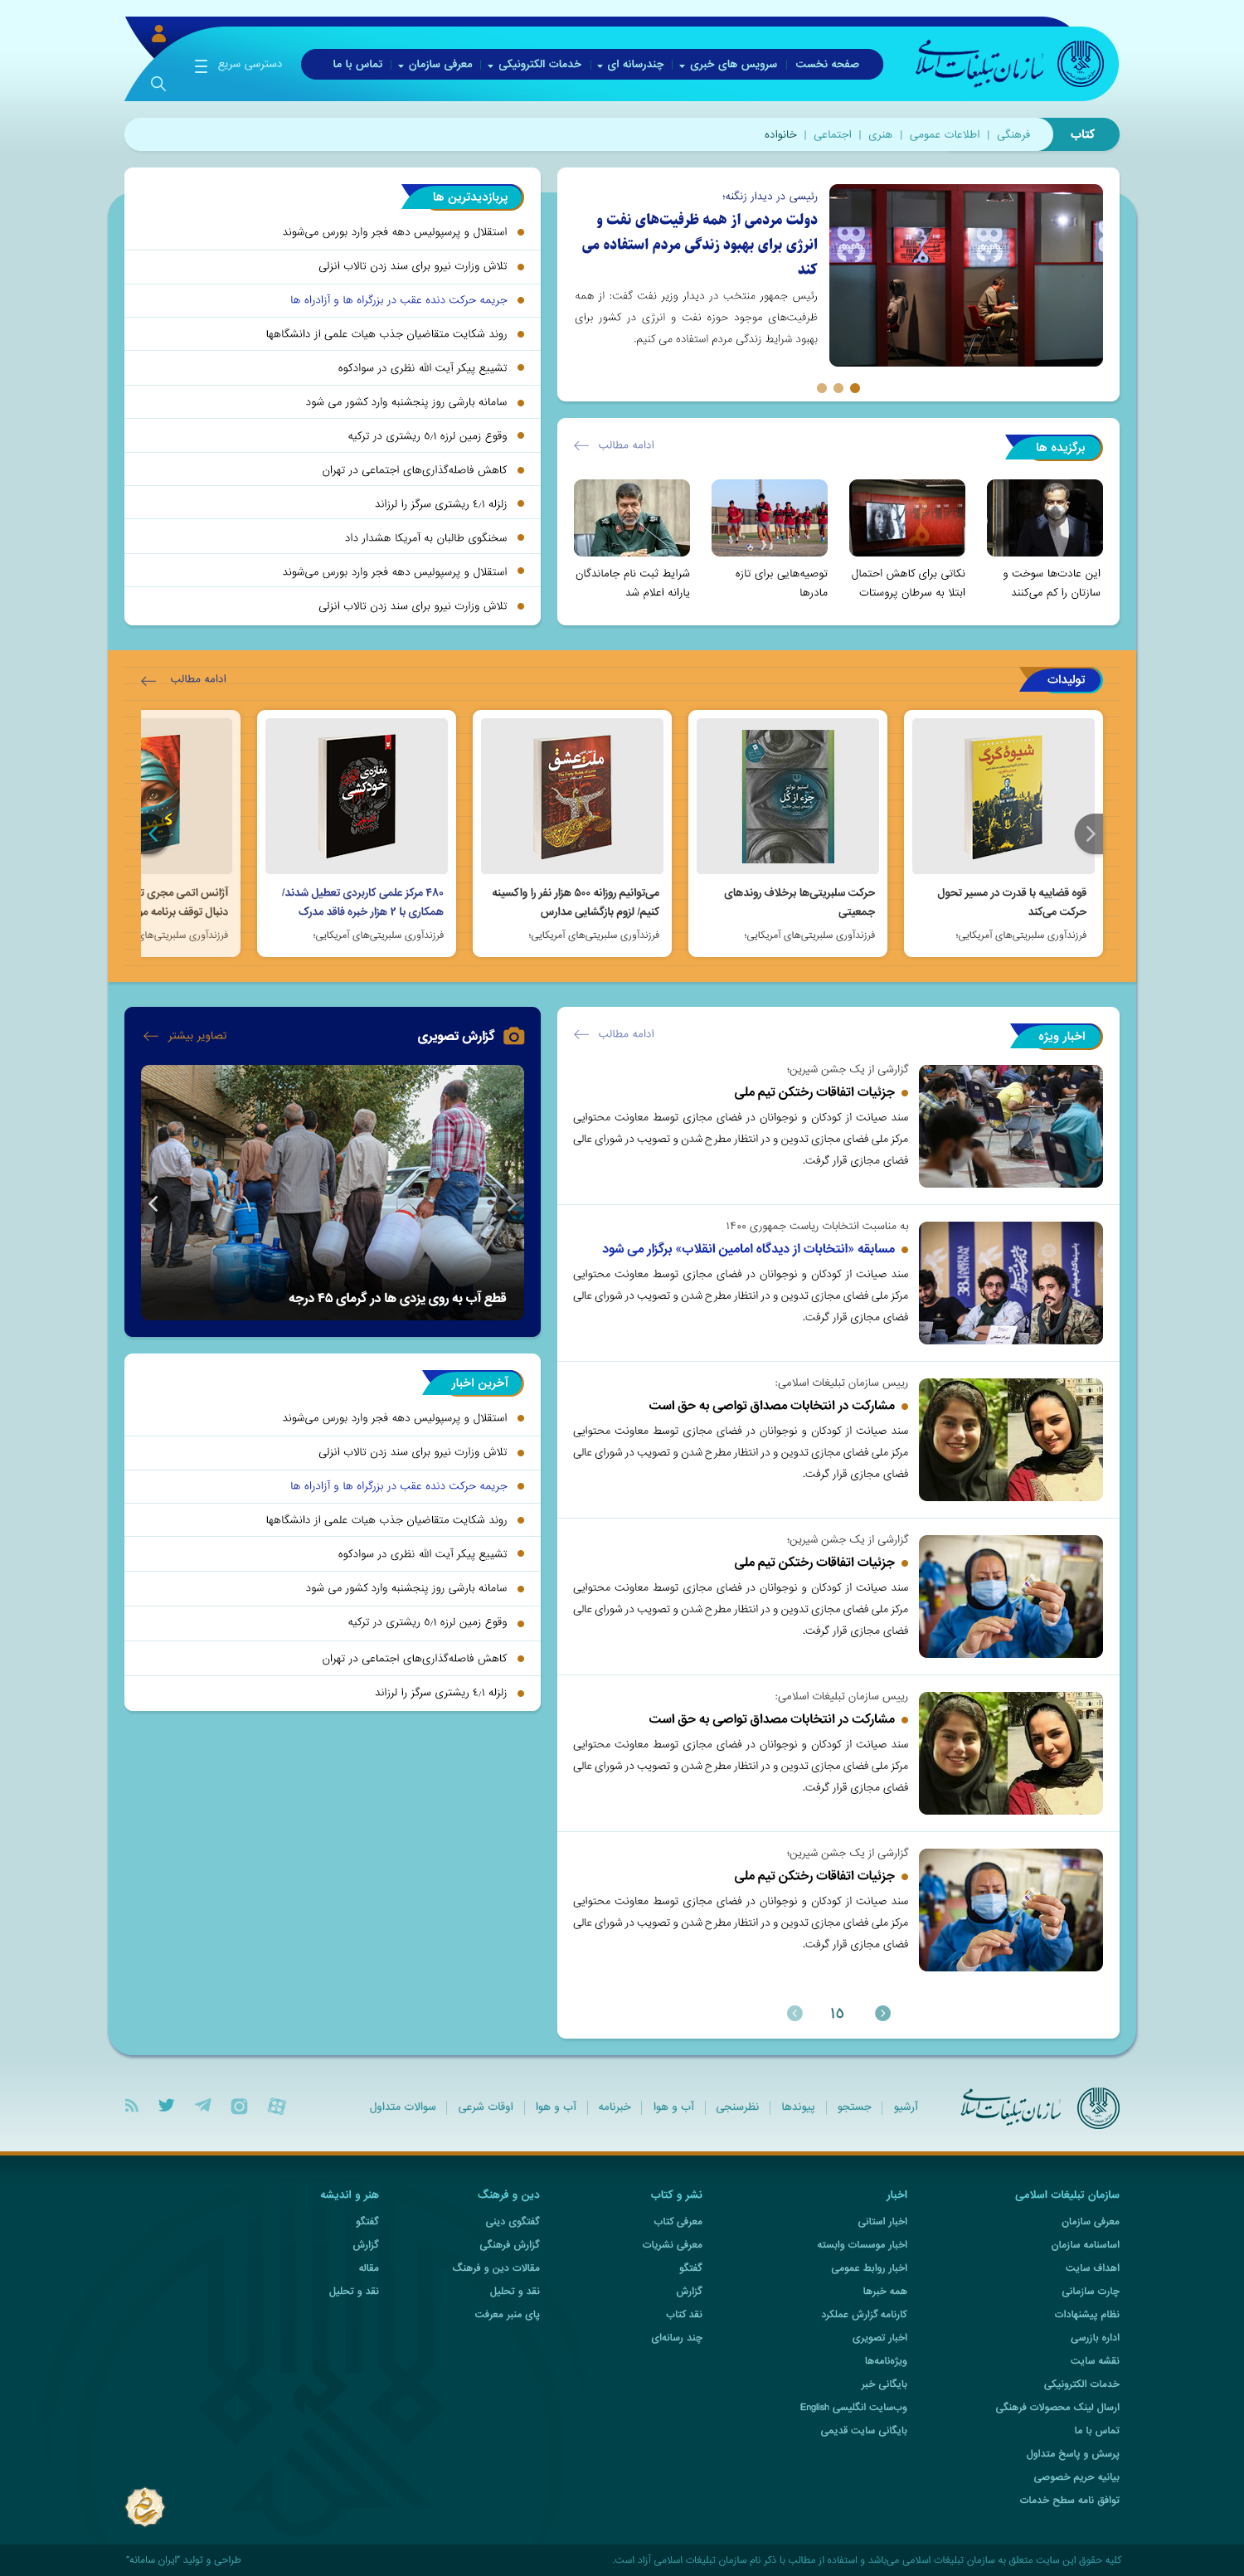 سازمان تبلیغات اسلامی
صفحه نخست
سرویس های خبری
چندرسانه ای
خدمات الکترونیکی
معرفی سازمان
تماس با ما
دسترسی سریع
کتاب
فرهنگی | اطلاعات عمومی | هنری | اجتماعی | خانواده
رئیسی در دیدار زنگنه؛
دولت مردمی از همه ظرفیت‌های نفت و
انرژی برای بهبود زندگی مردم استفاده می
کند
رئیس جمهور منتخب در دیدار وزیر نفت گفت: از همه
ظرفیت‌های موجود حوزه نفت و انرژی در کشور برای
بهبود شرایط زندگی مردم استفاده می کنیم.
پربازدیدترین ها
استقلال و پرسپولیس دهه فجر وارد بورس می‌شوند
تلاش وزارت نیرو برای سند زدن تالاب انزلی
جریمه حرکت دنده عقب در بزرگراه ها و آزادراه ها
روند شکایت متقاضیان جذب هیات علمی از دانشگاهها
تشییع پیکر آیت الله نظری در سوادکوه
سامانه بارشی روز پنجشنبه وارد کشور می شود
وقوع زمین لرزه ۵/۱ ریشتری در ترکیه
کاهش فاصله‌گذاری‌های اجتماعی در تهران
زلزله ٤/۱ ریشتری سرگز را لرزاند
سخنگوی طالبان به آمریکا هشدار داد
استقلال و پرسپولیس دهه فجر وارد بورس می‌شوند
تلاش وزارت نیرو برای سند زدن تالاب انزلی
برگزیده ها
ادامه مطالب
این عادت‌ها سوخت و
سازتان را کم می‌کنند
نکاتی برای کاهش احتمال
ابتلا به سرطان پروستات
توصیه‌هایی برای تازه
مادرها
شرایط ثبت نام جاماندگان
یارانه اعلام شد
تولیدات
ادامه مطالب
شیوهٔ گرگ
جزء از کل
ملت عشق
مغازه‌ی خودکشی
قوه قضاییه با قدرت در مسیر تحول
حرکت می‌کند
فرزندآوری سلبریتی‌های آمریکایی؛
حرکت سلبریتی‌ها برخلاف روندهای
جمعیتی
فرزندآوری سلبریتی‌های آمریکایی؛
می‌توانیم روزانه ۵۰۰ هزار نفر را واکسینه
کنیم/ لزوم بازگشایی مدارس
فرزندآوری سلبریتی‌های آمریکایی؛
۴۸۰ مرکز علمی کاربردی تعطیل شدند/
همکاری با ۲ هزار خبره فاقد مدرک
فرزندآوری سلبریتی‌های آمریکایی؛
آژانس اتمی مجری
دنبال توقف برنامه
فرزندآوری سلبریتی‌های
اخبار ویژه
ادامه مطالب
گزارشی از یک جشن شیرین؛
جزئیات اتفاقات رختکن تیم ملی
سند صیانت از کودکان و نوجوانان در فضای مجازی توسط معاونت محتوایی
مرکز ملی فضای مجازی تدوین و در انتظار مطرح شدن و تصویب در شورای عالی
فضای مجازی قرار گرفت.
به مناسبت انتخابات ریاست جمهوری ۱۴۰۰
مسابقه «انتخابات از دیدگاه امامین انقلاب» برگزار می شود
سند صیانت از کودکان و نوجوانان در فضای مجازی توسط معاونت محتوایی
مرکز ملی فضای مجازی تدوین و در انتظار مطرح شدن و تصویب در شورای عالی
فضای مجازی قرار گرفت.
رییس سازمان تبلیغات اسلامی:
مشارکت در انتخابات مصداق تواصی به حق است
سند صیانت از کودکان و نوجوانان در فضای مجازی توسط معاونت محتوایی
مرکز ملی فضای مجازی تدوین و در انتظار مطرح شدن و تصویب در شورای عالی
فضای مجازی قرار گرفت.
گزارشی از یک جشن شیرین؛
جزئیات اتفاقات رختکن تیم ملی
سند صیانت از کودکان و نوجوانان در فضای مجازی توسط معاونت محتوایی
مرکز ملی فضای مجازی تدوین و در انتظار مطرح شدن و تصویب در شورای عالی
فضای مجازی قرار گرفت.
رییس سازمان تبلیغات اسلامی:
مشارکت در انتخابات مصداق تواصی به حق است
سند صیانت از کودکان و نوجوانان در فضای مجازی توسط معاونت محتوایی
مرکز ملی فضای مجازی تدوین و در انتظار مطرح شدن و تصویب در شورای عالی
فضای مجازی قرار گرفت.
گزارشی از یک جشن شیرین؛
جزئیات اتفاقات رختکن تیم ملی
سند صیانت از کودکان و نوجوانان در فضای مجازی توسط معاونت محتوایی
مرکز ملی فضای مجازی تدوین و در انتظار مطرح شدن و تصویب در شورای عالی
فضای مجازی قرار گرفت.
۱۵
گزارش تصویری
تصاویر بیشتر
قطع آب به روی یزدی ها در گرمای ۴۵ درجه
آخرین اخبار
استقلال و پرسپولیس دهه فجر وارد بورس می‌شوند
تلاش وزارت نیرو برای سند زدن تالاب انزلی
جریمه حرکت دنده عقب در بزرگراه ها و آزادراه ها
روند شکایت متقاضیان جذب هیات علمی از دانشگاهها
تشییع پیکر آیت الله نظری در سوادکوه
سامانه بارشی روز پنجشنبه وارد کشور می شود
وقوع زمین لرزه ۵/۱ ریشتری در ترکیه
کاهش فاصله‌گذاری‌های اجتماعی در تهران
زلزله ٤/۱ ریشتری سرگز را لرزاند
سازمان تبلیغات اسلامی
آرشیو | جستجو | پیوندها | نظرسنجی | آب و هوا | خبرنامه | آب و هوا | اوقات شرعی | سوالات متداول
سازمان تبلیغات اسلامی
معرفی سازمان
اساسنامه سازمان
اهداف سایت
چارت سازمانی
نظام پیشنهادات
اداره بازرسی
نقشه سایت
خدمات الکترونیکی
ارسال لینک محصولات فرهنگی
تماس با ما
پرسش و پاسخ متداول
بیانیه حریم خصوصی
توافق نامه سطح خدمات
اخبار
اخبار استانی
اخبار موسسات وابسته
اخبار روابط عمومی
همه خبرها
کارنامه گزارش عملکرد
اخبار تصویری
ویژه‌نامه‌ها
بایگانی خبر
وب‌سایت انگلیسی English
بایگانی سایت قدیمی
نشر و کتاب
معرفی کتاب
معرفی نشریات
گفتگو
گزارش
نقد کتاب
چند رسانه‌ای
دین و فرهنگ
گفتگوی دینی
گزارش فرهنگی
مقالات دین و فرهنگ
نقد و تحلیل
پای منبر معرفت
هنر و اندیشه
گفتگو
گزارش
مقاله
نقد و تحلیل
کلیه حقوق این سایت متعلق به سازمان تبلیغات اسلامی می‌باشد و استفاده از مطالب با ذکر نام سازمان تبلیغات اسلامی آزاد است.
طراحی و تولید "ایران سامانه"